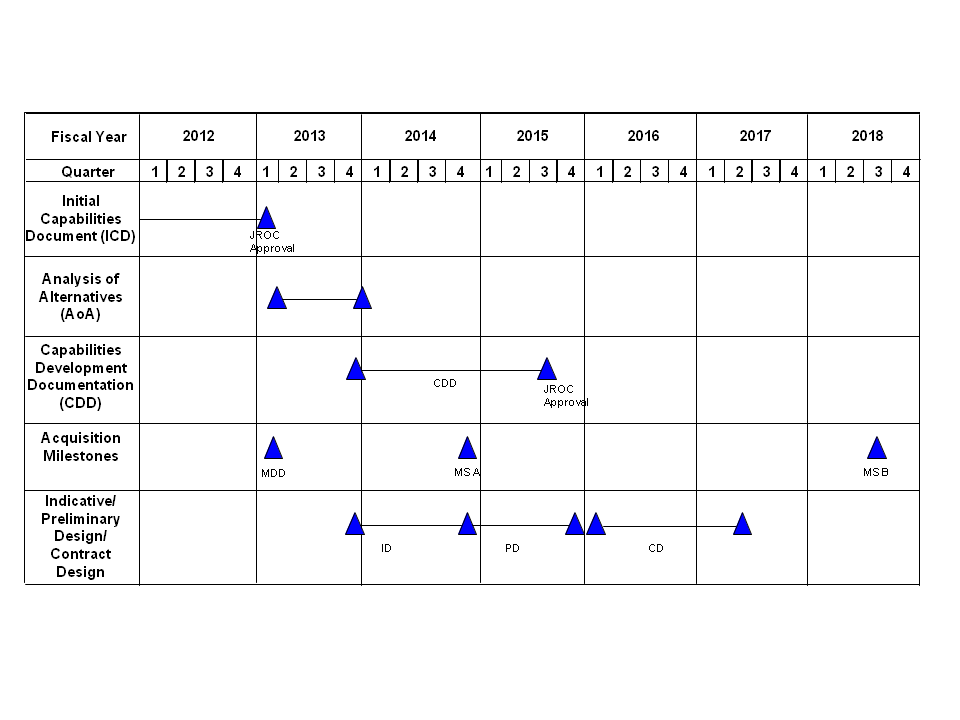 Fiscal Year 2012 2013 2014 2015 2016 2017 2018
Quarter 1 2 3 4 1 2 3 4 1 2 3 4 1 2 3 4 1 2 3 4 1 2 3 4 1 2 3 4
Initial
Capabilities
Document (ICD)
JROC
Approval
Analysis of
Alternatives
(AoA)
Capabilities
Development
Documentation
(CDD)
CDD
JROC
Approval
Acquisition
Milestones
MDD
MSA
MSB
Indicative/
Preliminary
Design/
Contract
Design
ID
PD
CD